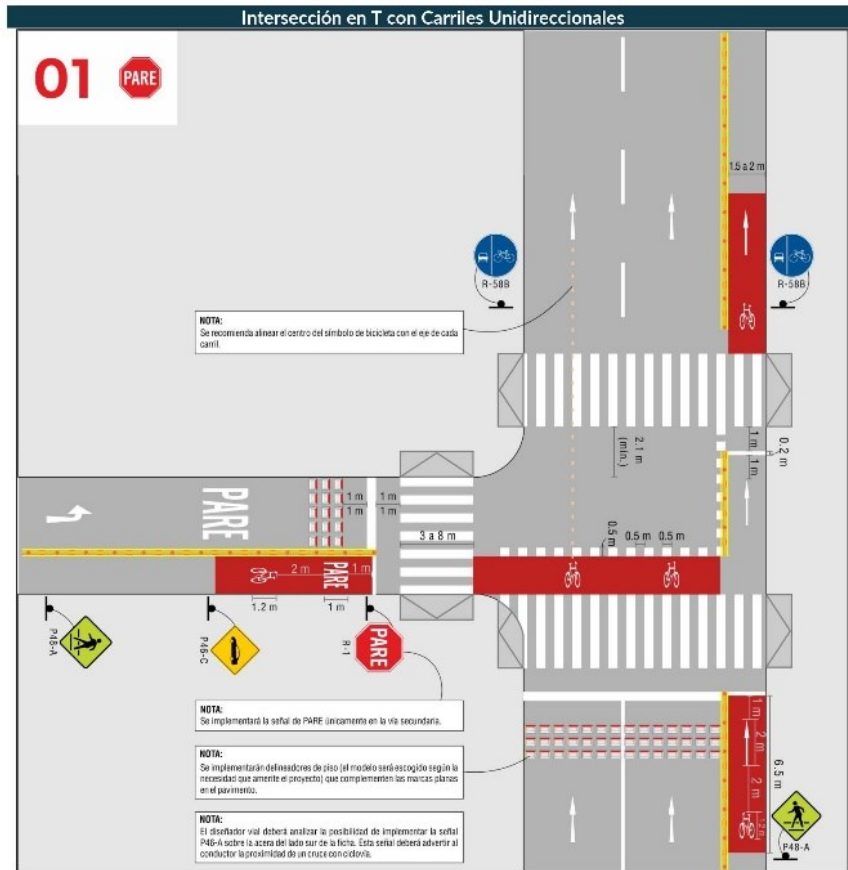 Intersección en T con Carriles Unidireccionales
01
PARE
1.5 a 2 m
R-58B
R-58B
NOTA:
Se recomienda alinear el centro del símbolo de bicicleta con el eje de cada
carril.
2.1 m
(mín.)
1 m
1 m
0.2 m
PARE
1 m
1 m
1 m
1 m
3 a 8 m
0.5 m
0.5 m
0.5 m
2 m
PARE
1 m
1.2 m
1 m
P46-A
P46-C
R-1
PARE
NOTA:
Se implementará la señal de PARE únicamente en la vía secundaria.
NOTA:
Se implementarán delineadores de piso (el modelo será escogido según la
necesidad que amerite el proyecto) que complementen las marcas planas
en el pavimento.
NOTA:
El diseñador vial deberá analizar la posibilidad de implementar la señal
P46-A sobre la acera del lado sur de la ficha. Esta señal deberá advertir al
conductor la proximidad de un cruce con ciclovía.
1 m
2 m
2 m
1.2 m
6.5 m
P48-A